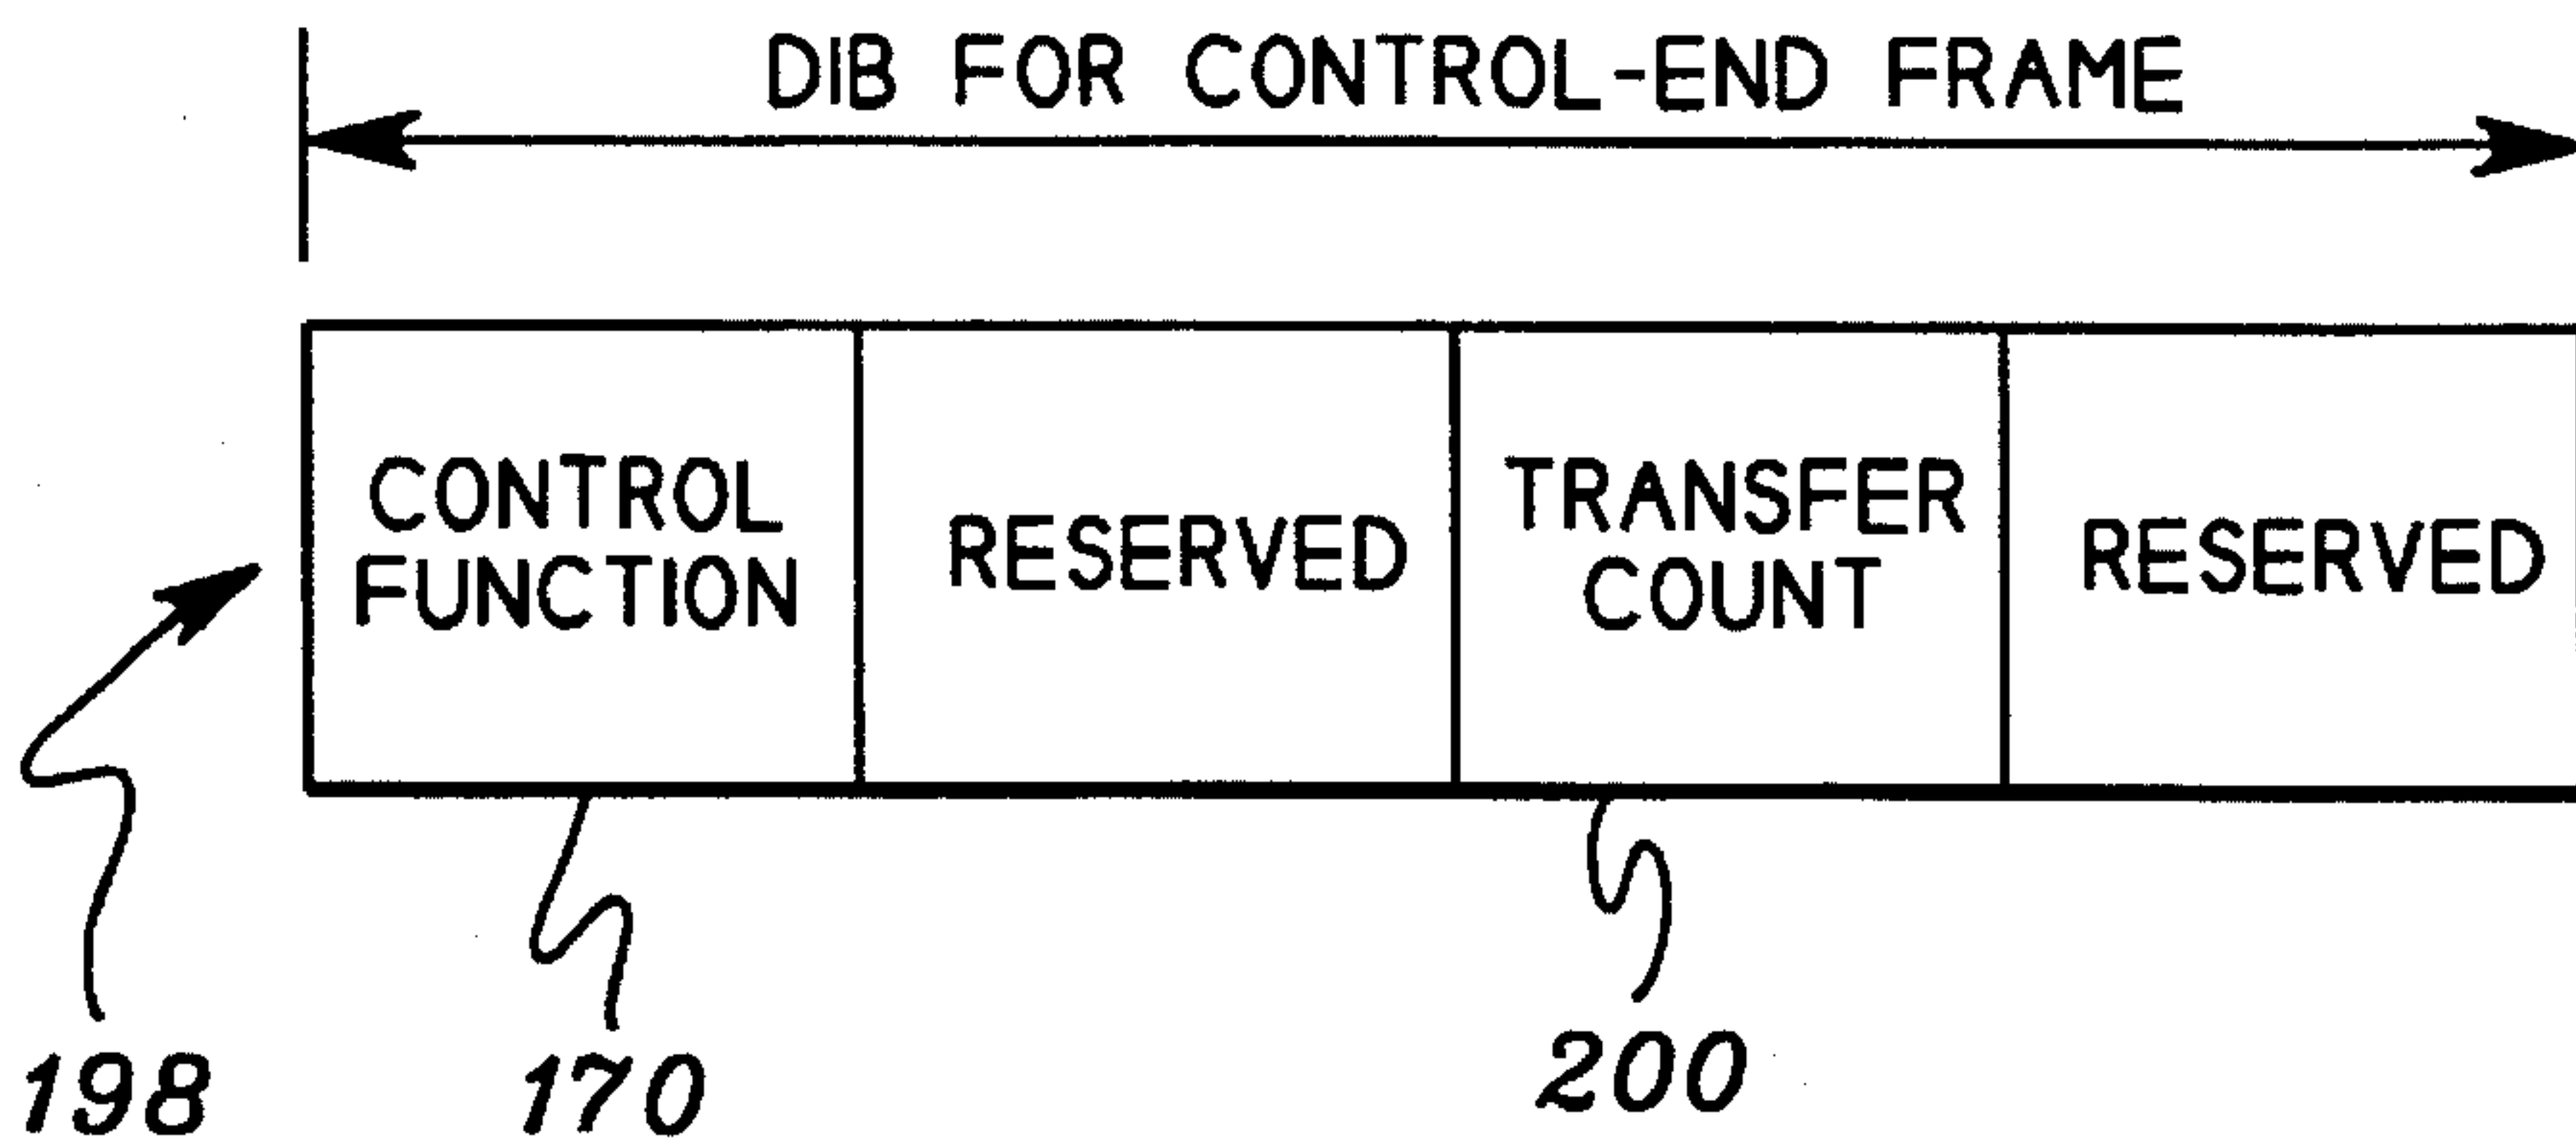 DIB FOR CONTROL-END FRAME
CONTROL
FUNCTION
RESERVED
TRANSFER
COUNT
RESERVED
198
170
200